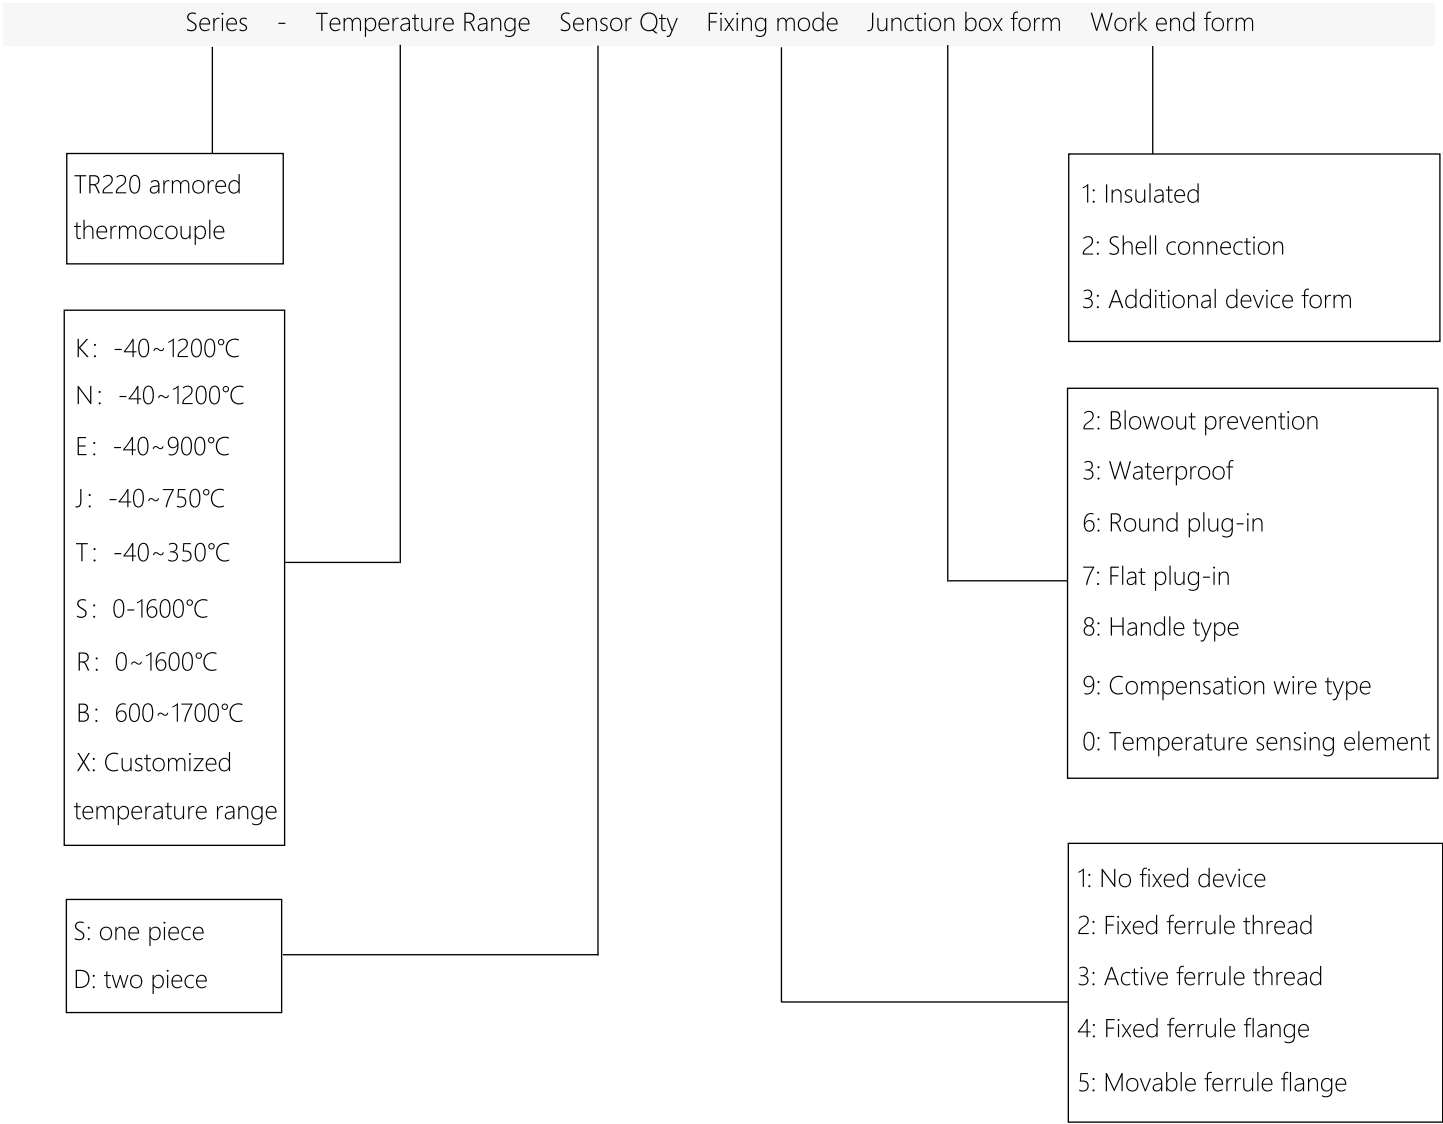 Series - Temperature Range Sensor Qty Fixing mode Junction box form Work end form
TR220 armored
thermocouple
K: -40~1200℃
N: -40~1200℃
E: -40~900℃
J: -40~750℃
T: -40~350℃
S: 0-1600℃
R: 0~1600℃
B: 600~1700℃
X: Customized
temperature range
S: one piece
D: two piece
1: Insulated
2: Shell connection
3: Additional device form
2: Blowout prevention
3: Waterproof
6: Round plug-in
7: Flat plug-in
8: Handle type
9: Compensation wire type
0: Temperature sensing element
1: No fixed device
2: Fixed ferrule thread
3: Active ferrule thread
4: Fixed ferrule flange
5: Movable ferrule flange